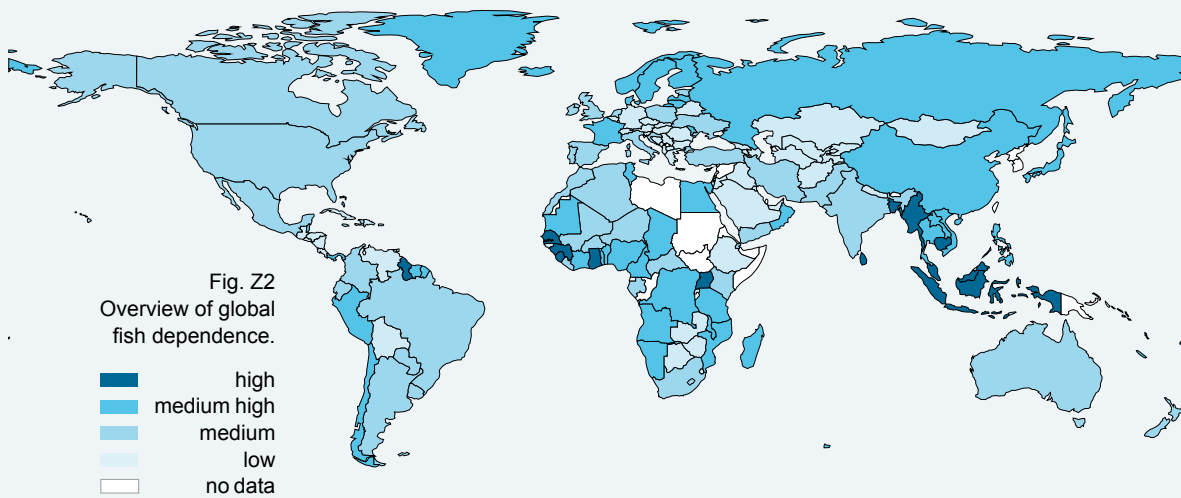 Fig. Z2
Overview of global
fish dependence.
high
medium high
medium
low
no data